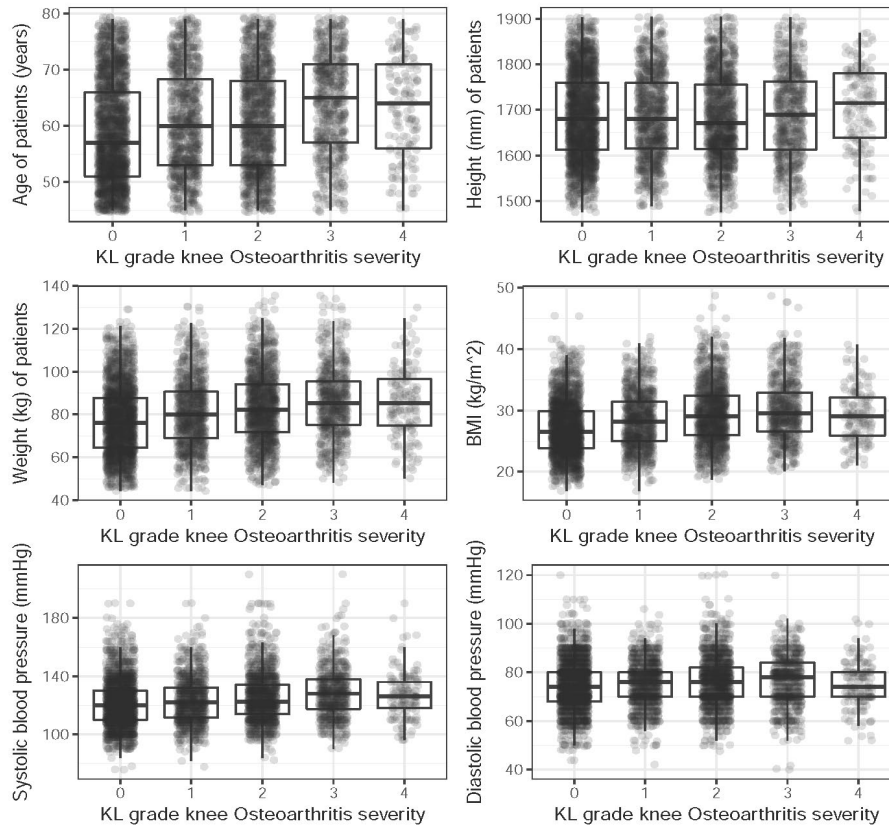 Age of patients (years)
80
70
60
50
0 1 2 3 4
KL grade knee Osteoarthritis severity
Height (mm) of patients
1900
1800
1700
1600
1500
0 1 2 3 4
KL grade knee Osteoarthritis severity
Weight (kg) of patients
140
120
100
80
60
40
0 1 2 3 4
KL grade knee Osteoarthritis severity
BMI (kg/m^2)
50
40
30
20
0 1 2 3 4
KL grade knee Osteoarthritis severity
Systolic blood pressure (mmHg)
180
140
100
0 1 2 3 4
KL grade knee Osteoarthritis severity
Diastolic blood pressure (mmHg)
120
100
80
60
40
0 1 2 3 4
KL grade knee Osteoarthritis severity